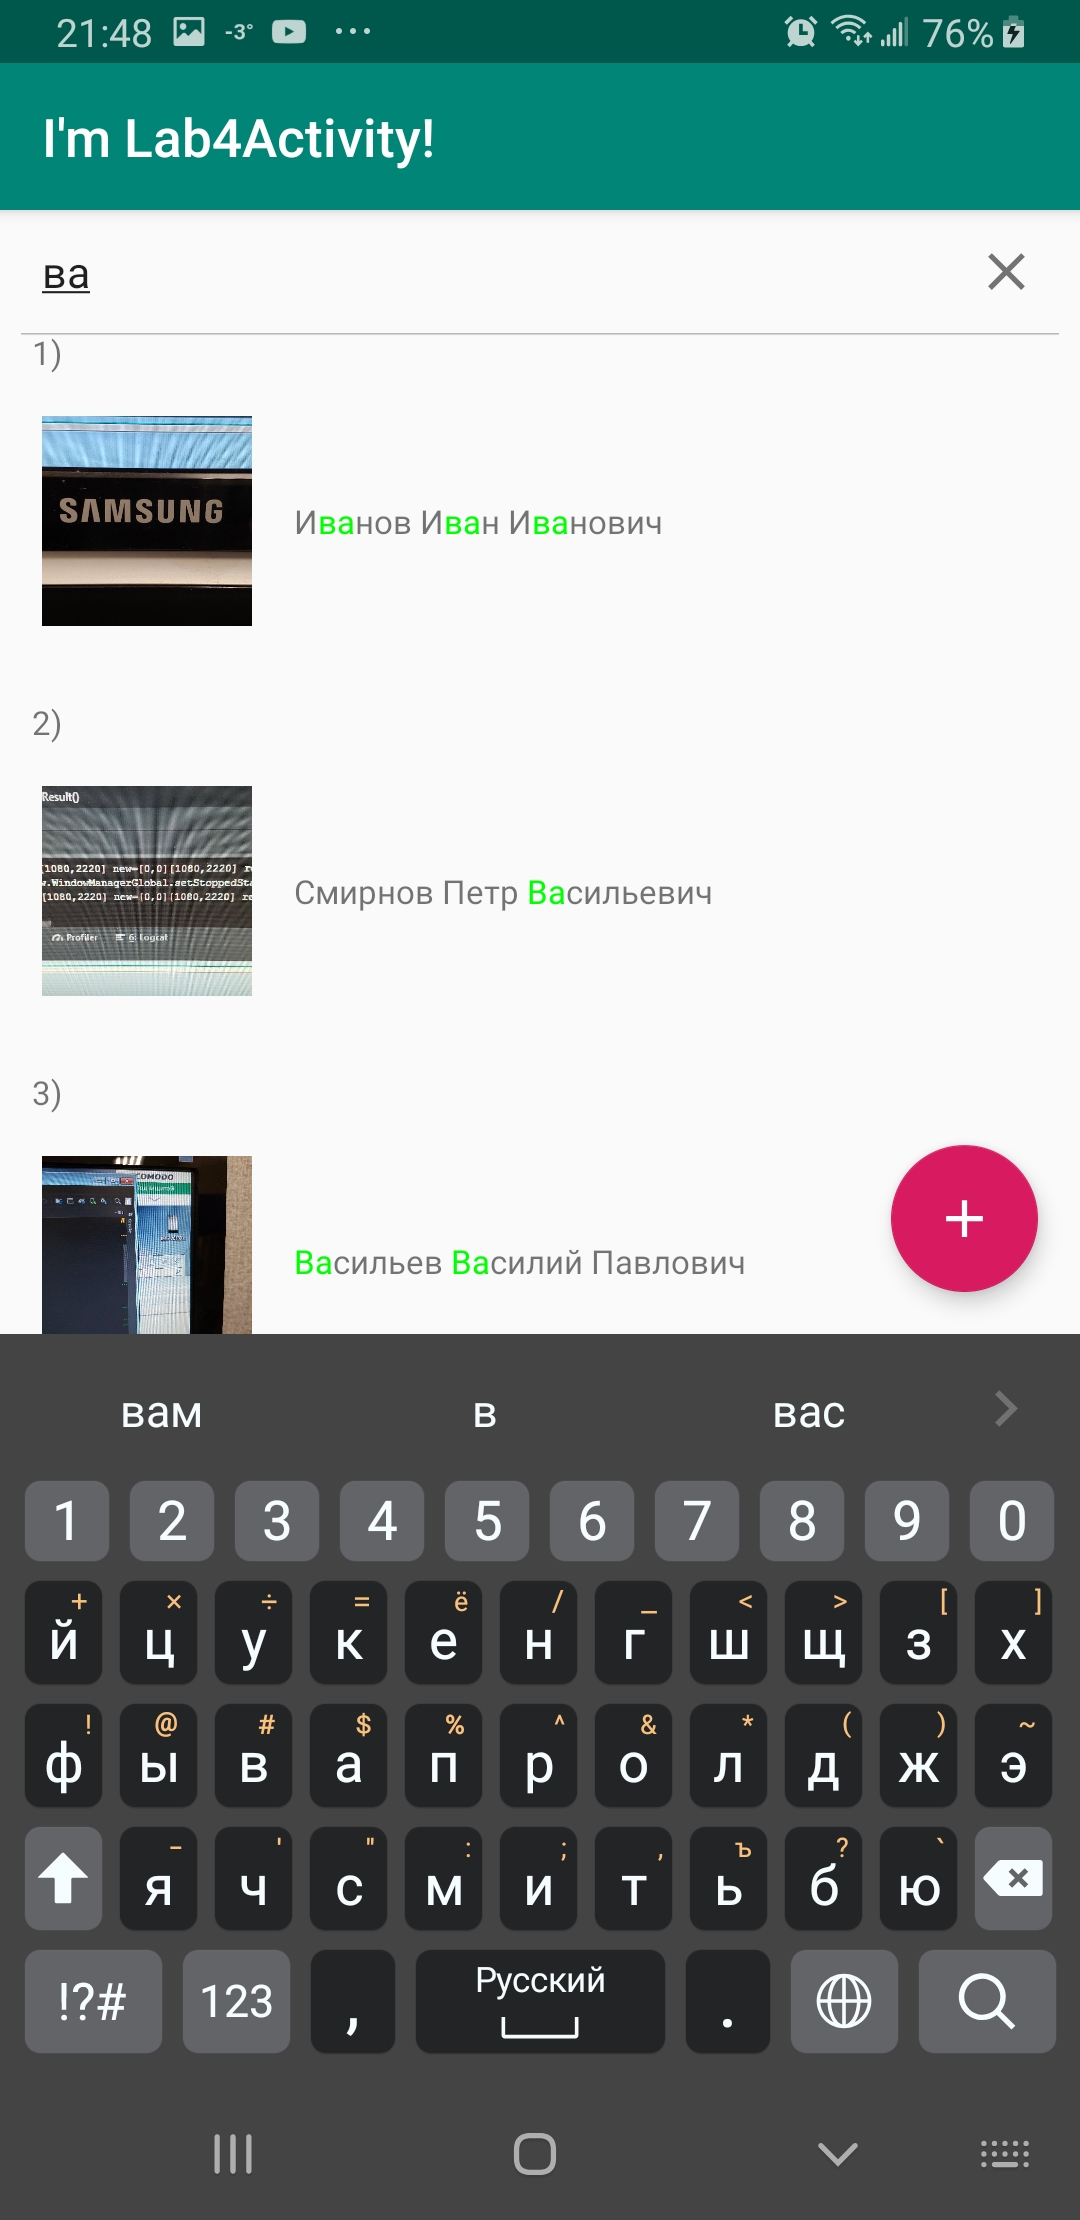 21:48 -3° 76%
I'm Lab4Activity!
ва
1)
SAMSUNG
Иванов Иван Иванович
2)
Result()
[1080,2220] new=[0,0][1080,2220] r
.WindowManagerGlobal.setStoppedSt
[1080,2220] new=[0,0][1080,2220] re
Profiler 6: Logcat
Смирнов Петр Васильевич
3)
COMODO
Васильев Василий Павлович
+
вам в вас
1 2 3 4 5 6 7 8 9 0
+ × ÷ = ё / _ < > [ ]
й ц у к е н г ш щ з х
! @ # $ % ^ & * ( ) ~
ф ы в а п р о л д ж э
- ' " : ; , ъ ? `
я ч с м и т ь б ю
!?# 123 , Русский .